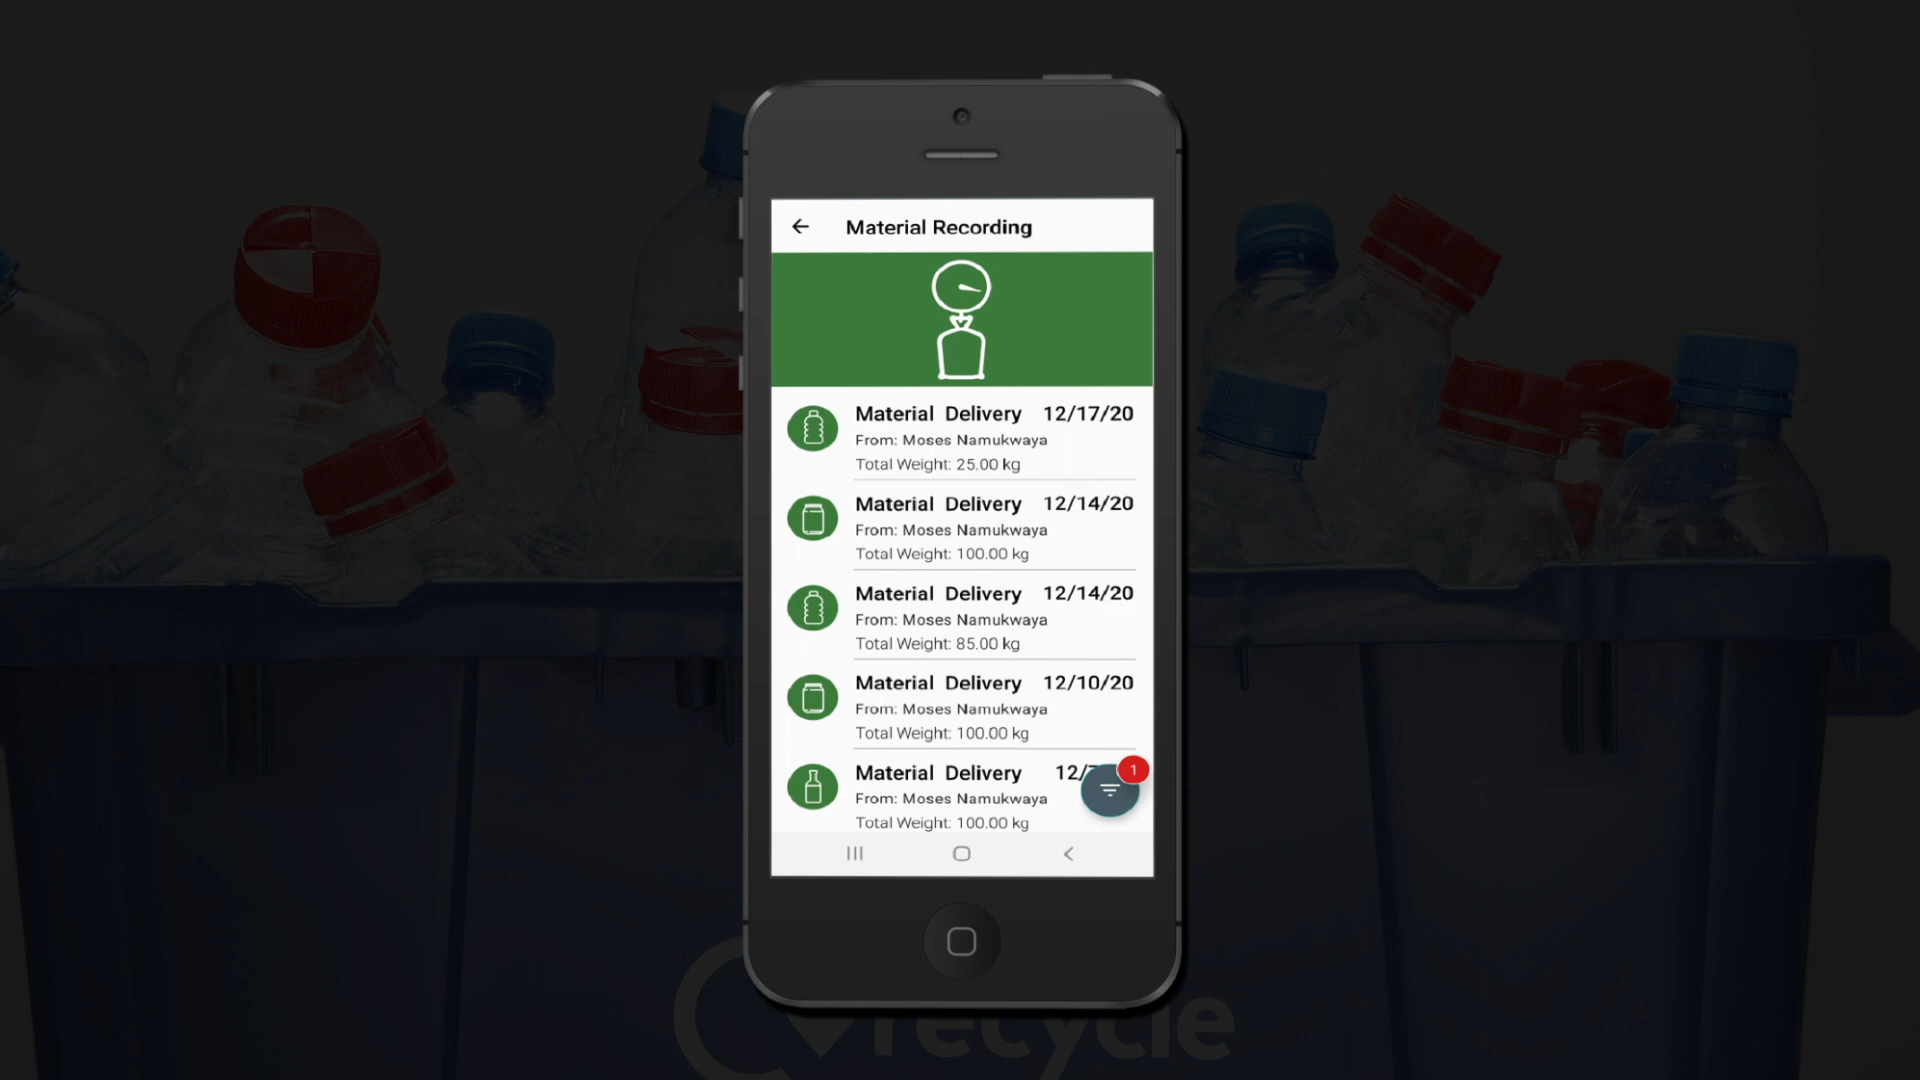 Material Recording
Material Delivery 12/17/20
From: Moses Namukwaya
Total Weight: 25.00 kg
Material Delivery 12/14/20
From: Moses Namukwaya
Total Weight: 100.00 kg
Material Delivery 12/14/20
From: Moses Namukwaya
Total Weight: 85.00 kg
Material Delivery 12/10/20
From: Moses Namukwaya
Total Weight: 100.00 kg
1
Material Delivery 12/
From: Moses Namukwaya
Total Weight: 100.00 kg
recycle